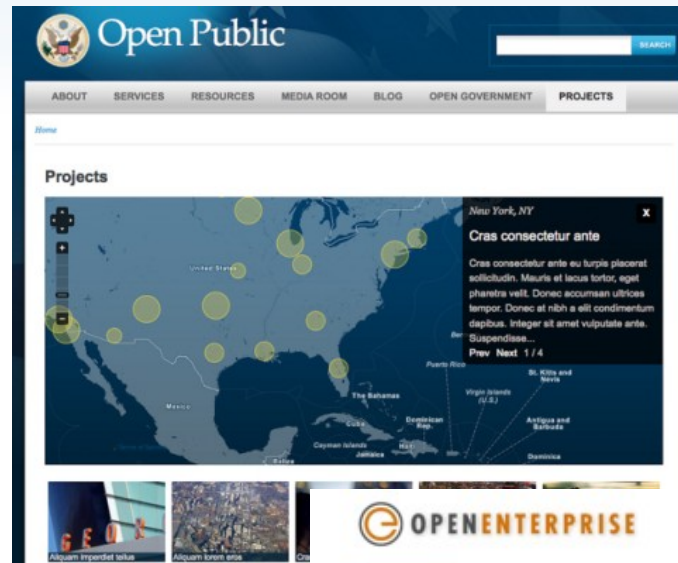 Open Public
SEARCH
ABOUT SERVICES RESOURCES MEDIA ROOM BLOG OPEN GOVERNMENT PROJECTS
Home
Projects
New York, NY
X
Cras consectetur ante
Cras consectetur ante eu turpis placerat
sollicitudin. Mauris et lacus tortor, eget
pharetra velit. Donec accumsan ultrices
tempor. Donec at nibh a elit condimentum
dapibus. Integer sit amet vulputate ante.
Suspendisse...
Prev Next 1 / 4
United States
Puerto Rico
St. Kitts and
Nevis
The Bahamas
Virgin Islands
(U.S.)
Mexico
Cuba
Dominican
Rep.
Antigua and
Barbuda
Cayman Islands
Haiti
Jamaica
Dominica
Belize
GEOR
Aliquam imperdiet tellus
Aliquam lorem eros
Cra
OPENENTERPRISE